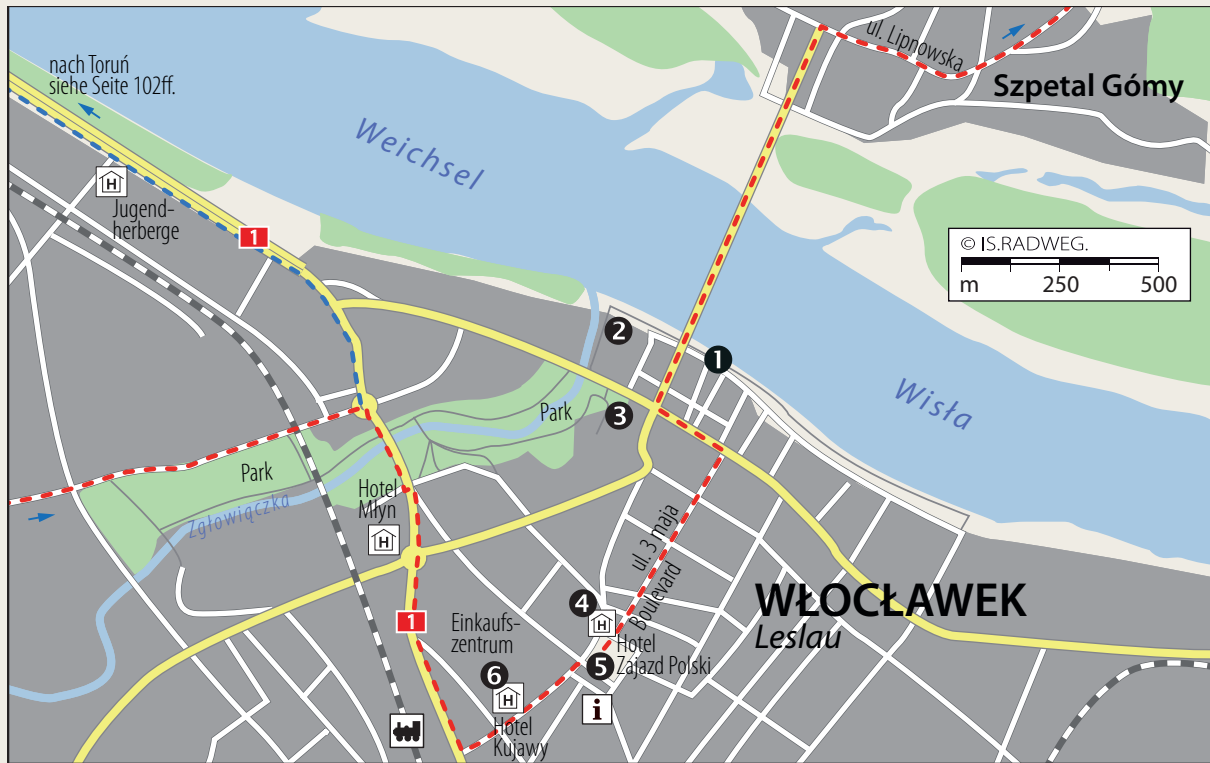 nach Toruń
siehe Seite 102ff.
ul. Lipnowska
Szpetal Gómy
Weichsel
H
Jugend-
herberge
1
© IS.RADWEG.
m 250 500
2
1
Wisła
3
Park
Park
Zgłowiączka
Hotel
Młyn
H
ul. 3 maja
Boulevard
WŁOCŁAWEK
Leslau
1
Einkaufs-
zentrum
4
H
Hotel
Zajazd Polski
5
6
H
i
Hotel
Kujawy